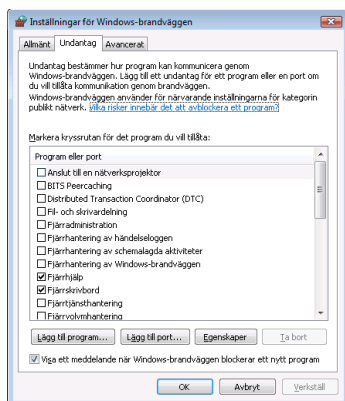 Inställningar för Windows-brandväggen
Allmänt Undantag Avancerat
Undantag bestämmer hur program kan kommunicera genom
Windows-brandväggen. Lägg till ett undantag för ett program eller en port om
du vill tillåta kommunikation genom brandväggen.
Windows-brandväggen använder för närvarande inställningarna för kategorin
publikt nätverk. Vilka risker innebär det att avblockera ett program?
Markera kryssrutan för det program du vill tillåta:
Program eller port
Anslut till en nätverksprojektor
BITS Peercaching
Distributed Transaction Coordinator (DTC)
Fil- och skrivardelning
Fjärradministration
Fjärrhantering av händelseloggen
Fjärrhantering av schemalagda aktiviteter
Fjärrhantering av Windows-brandväggen
Fjärrhjälp
Fjärrskrivbord
Fjärrtjänsthantering
Fjärrvolymhantering
Lägg till program... Lägg till port... Egenskaper Ta bort
Visa ett meddelande när Windows-brandväggen blockerar ett nytt program
OK Avbryt Verkställ